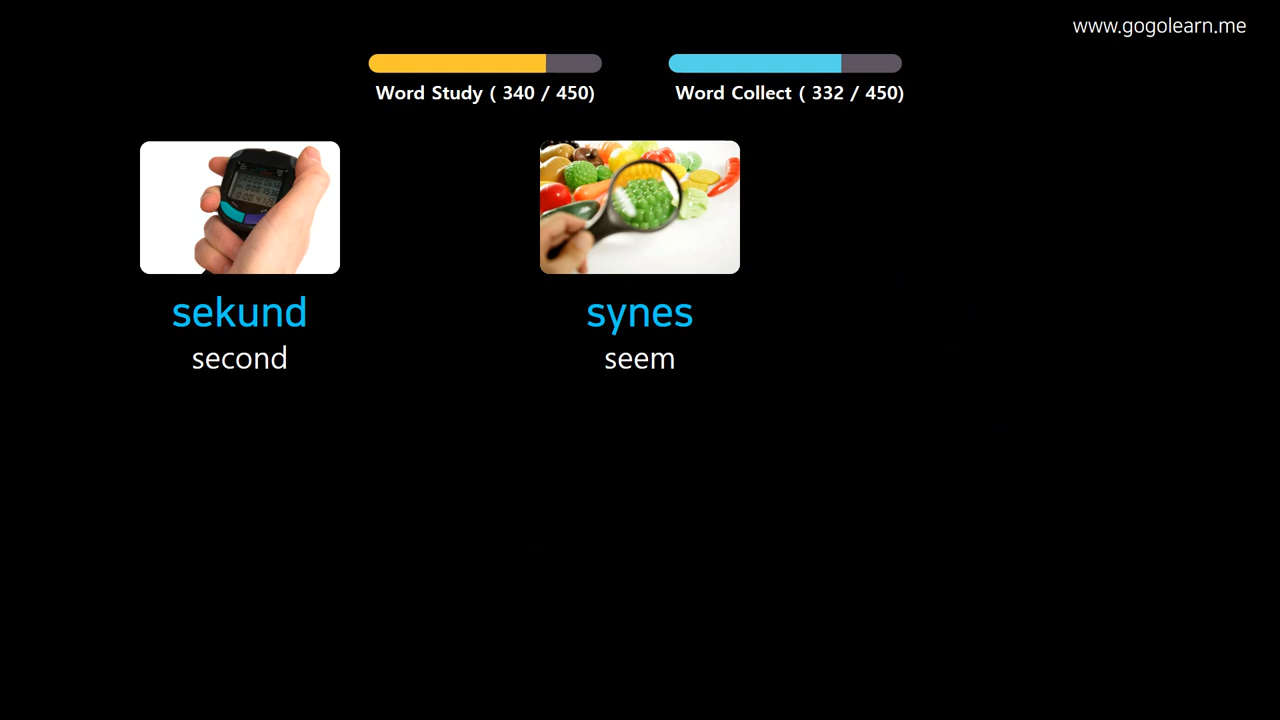 www.gogolearn.me
Word Study ( 340 / 450)
Word Collect ( 332 / 450)
sekund
second
synes
seem